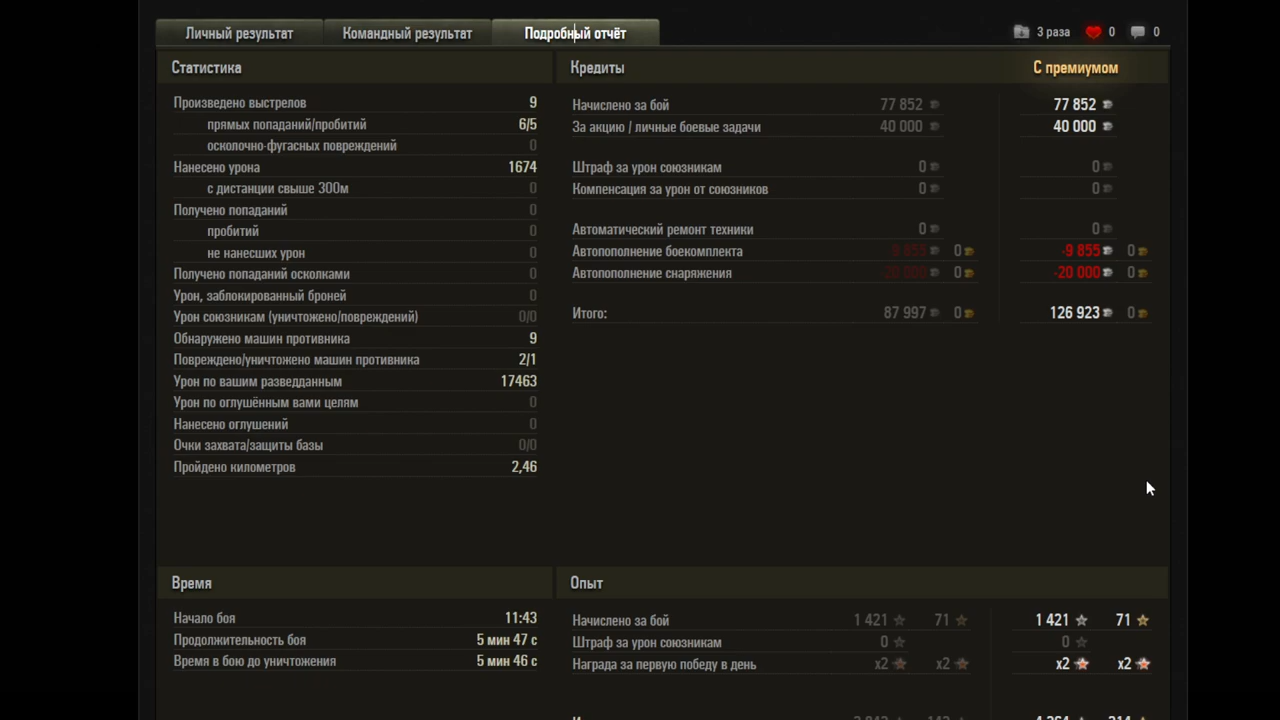 Личный результат Командный результат Подробный отчёт 3 раза 0 0
Статистика
Произведено выстрелов 9
прямых попаданий/пробитий 6/5
осколочно-фугасных повреждений 0
Нанесено урона 1674
с дистанции свыше 300м 0
Получено попаданий 0
пробитий 0
не нанесших урон 0
Получено попаданий осколками 0
Урон, заблокированный броней 0
Урон союзникам (уничтожено/повреждений) 0/0
Обнаружено машин противника 9
Повреждено/уничтожено машин противника 2/1
Урон по вашим разведданным 17463
Урон по оглушённым вами целям 0
Нанесено оглушений 0
Очки захвата/защиты базы 0/0
Пройдено километров 2,46
Кредиты С премиумом
Начислено за бой 77 852 77 852
За акцию / личные боевые задачи 40 000 40 000
Штраф за урон союзникам 0 0
Компенсация за урон от союзников 0 0
Автоматический ремонт техники 0 0
Автопополнение боекомплекта -9 855 0 -9 855 0
Автопополнение снаряжения -20 000 0 -20 000 0
Итого: 87 997 0 126 923 0
Время
Начало боя 11:43
Продолжительность боя 5 мин 47 с
Время в бою до уничтожения 5 мин 46 с
Опыт
Начислено за бой 1 421 71 1 421 71
Штраф за урон союзникам 0 0
Награда за первую победу в день x2 x2 x2 x2